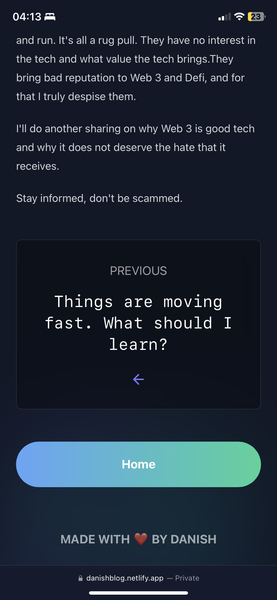 04:13
23
and run. It's all a rug pull. They have no interest in
the tech and what value the tech brings.They
bring bad reputation to Web 3 and Defi, and for
that I truly despise them.
I'll do another sharing on why Web 3 is good tech
and why it does not deserve the hate that it
receives.
Stay informed, don't be scammed.
PREVIOUS
Things are moving
fast. What should I
learn?
Home
MADE WITH ❤️ BY DANISH
danishblog.netlify.app — Private